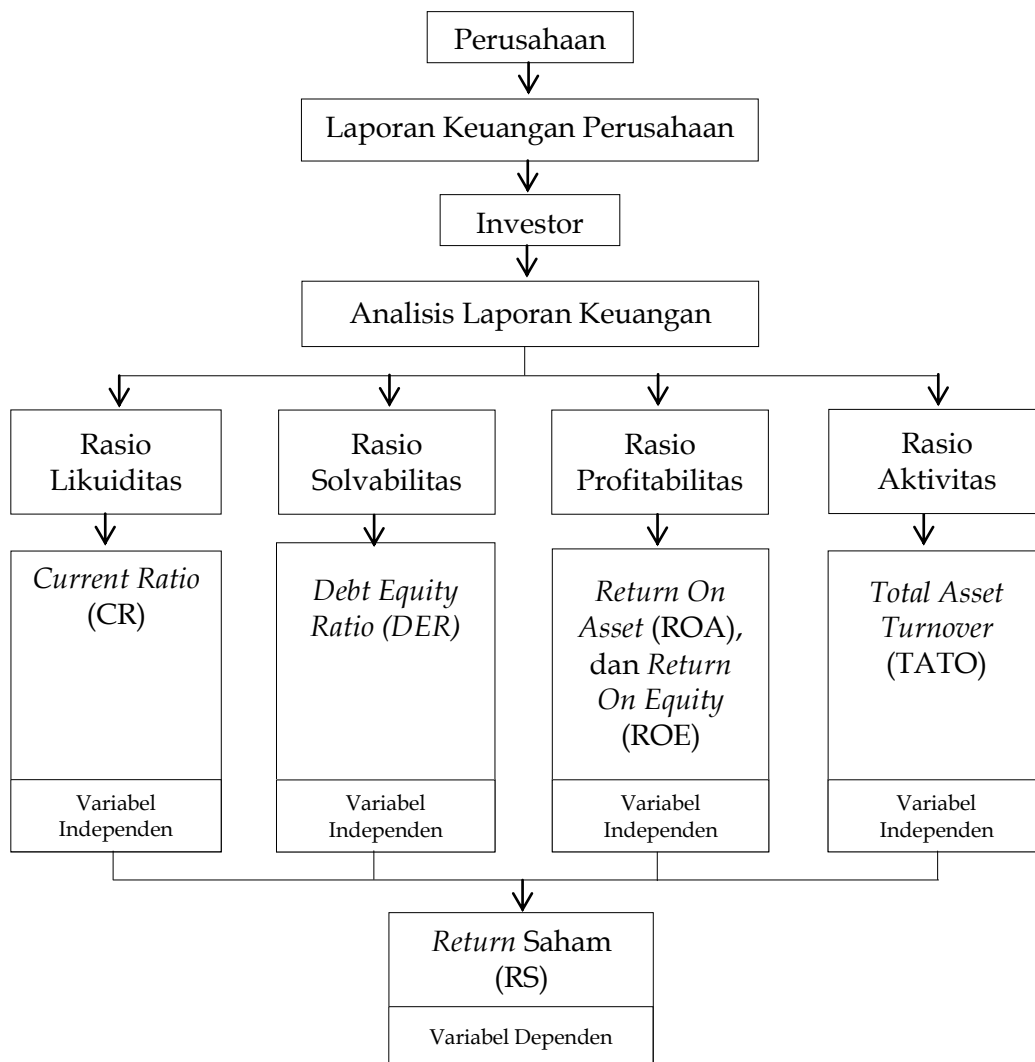 Perusahaan
Laporan Keuangan Perusahaan
Investor
Analisis Laporan Keuangan
Rasio
Likuiditas
Rasio
Solvabilitas
Rasio
Profitabilitas
Rasio
Aktivitas
Current Ratio
(CR)
Variabel
Independen
Debt Equity
Ratio (DER)
Variabel
Independen
Return On
Asset (ROA),
dan Return
On Equity
(ROE)
Variabel
Independen
Total Asset
Turnover
(TATO)
Variabel
Independen
Return Saham
(RS)
Variabel Dependen